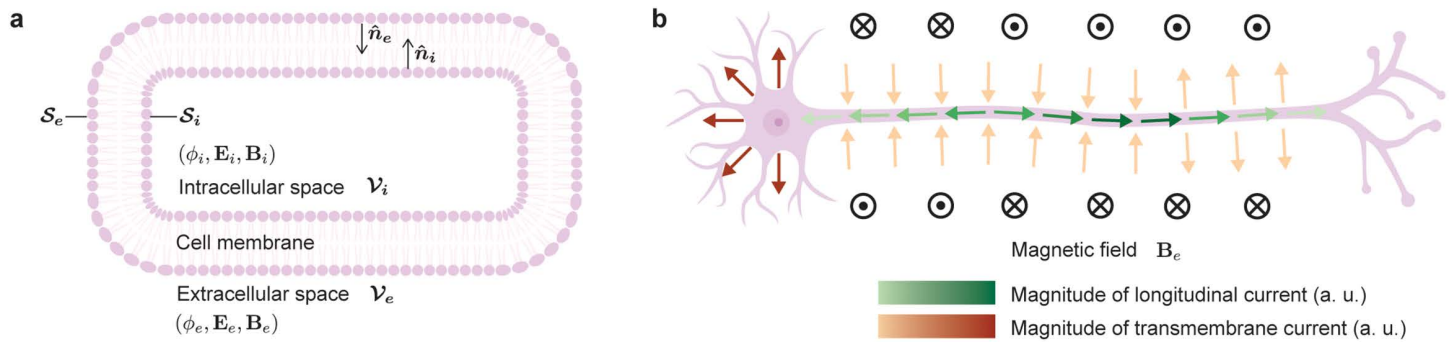 a
n̂ₑ
n̂ᵢ
𝒮ₑ
𝒮ᵢ
(ϕᵢ, 𝐄ᵢ, 𝐁ᵢ)
Intracellular space 𝒱ᵢ
Cell membrane
Extracellular space 𝒱ₑ
(ϕₑ, 𝐄ₑ, 𝐁ₑ)
b
Magnetic field 𝐁ₑ
Magnitude of longitudinal current (a. u.)
Magnitude of transmembrane current (a. u.)